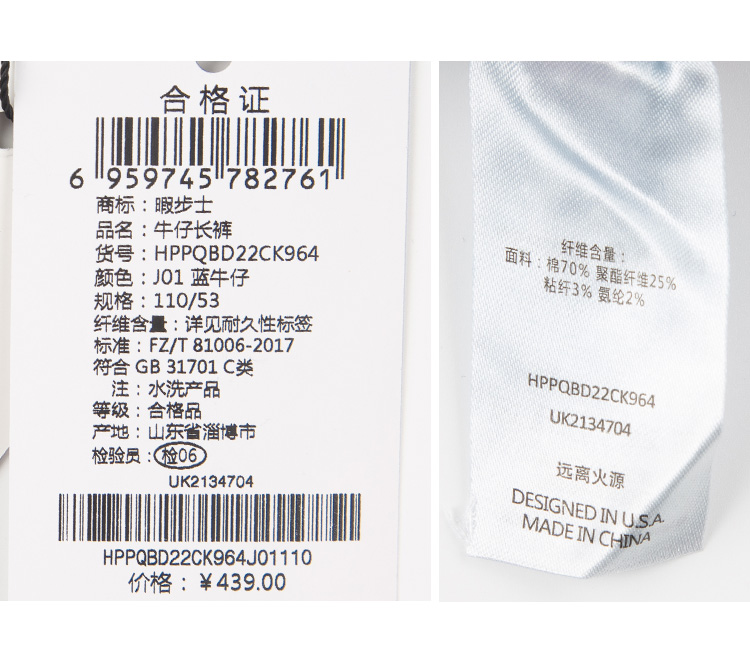 合格证
6 959745 782761
商标：暇步士
品名：牛仔长裤
货号：HPPQBD22CK964
颜色：J01 蓝牛仔
规格：110/53
纤维含量：详见耐久性标签
标准：FZ/T 81006-2017
符合 GB 31701 C类
注：水洗产品
等级：合格品
产地：山东省淄博市
检验员：检06
UK2134704
HPPQBD22CK964J01110
价格：￥439.00
纤维含量：
面料：棉70% 聚酯纤维25%
粘纤3% 氨纶2%
HPPQBD22CK964
UK2134704
远离火源
DESIGNED IN U.S.A.
MADE IN CHINA